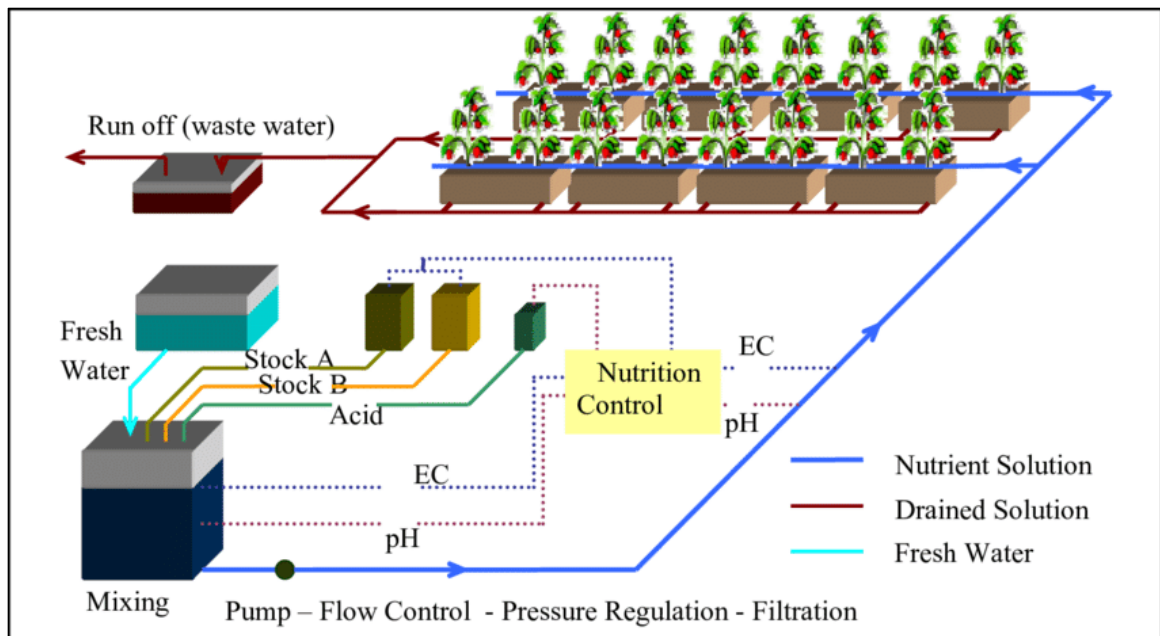 Run off (waste water)
Fresh
Water
Stock A
Stock B
Acid
Nutrition
Control
EC
pH
EC
pH
Nutrient Solution
Drained Solution
Fresh Water
Mixing
Pump – Flow Control - Pressure Regulation - Filtration